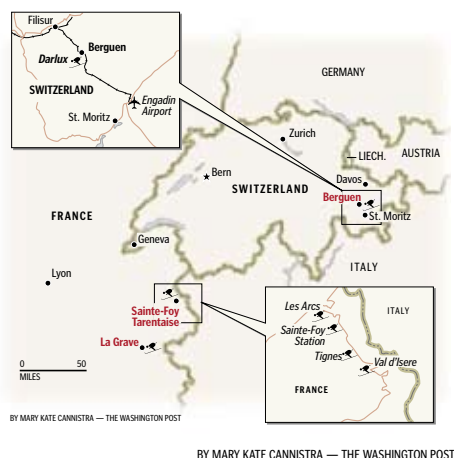 Filisur
Berguen
Darlux
SWITZERLAND
Engadin
Airport
St. Moritz
GERMANY
Zurich
LIECH.
AUSTRIA
Bern
SWITZERLAND
Davos
Berguen
St. Moritz
FRANCE
Geneva
ITALY
Lyon
Sainte-Foy
Tarentaise
La Grave
0 50
MILES
Les Arcs
ITALY
Sainte-Foy
Station
Tignes
Val d'Isere
FRANCE
BY MARY KATE CANNISTRA — THE WASHINGTON POST
BY MARY KATE CANNISTRA — THE WASHINGTON POST